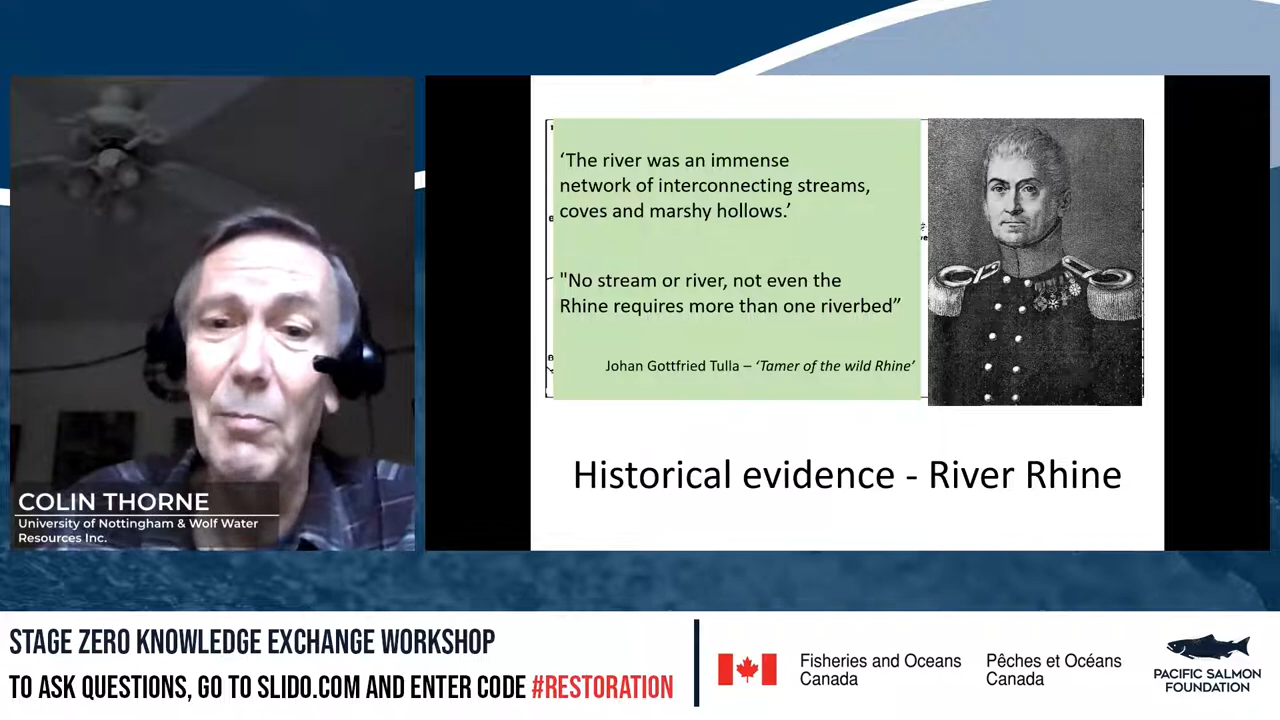 ‘The river was an immense
network of interconnecting streams,
coves and marshy hollows.’
"No stream or river, not even the
Rhine requires more than one riverbed”
Johan Gottfried Tulla – ‘Tamer of the wild Rhine’
Historical evidence - River Rhine
COLIN THORNE
University of Nottingham & Wolf Water
Resources Inc.
STAGE ZERO KNOWLEDGE EXCHANGE WORKSHOP
TO ASK QUESTIONS, GO TO SLIDO.COM AND ENTER CODE #RESTORATION
Fisheries and Oceans
Canada
Pêches et Océans
Canada
PACIFIC SALMON
FOUNDATION